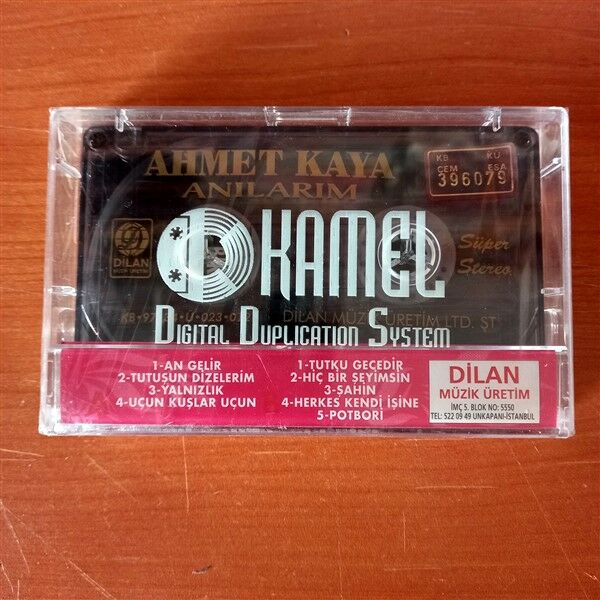 AHMET KAYA
ANILARIM
KB KÜ
ÇEM ESA
396079
KAMEL
DİLAN
MÜZİK ÜRETİM
Süper
Stereo
DİLAN MÜZİK ÜRETİM LTD. ŞT
DIGITAL DUPLICATION SYSTEM
1-AN GELİR
2-TUTUŞUN DİZELERİM
3-YALNIZLIK
4-UÇUN KUŞLAR UÇUN
1-TUTKU GEÇEDİR
2-HİÇ BİR ŞEYİMSİN
3-ŞAHİN
4-HERKES KENDİ İŞİNE
5-POTBORİ
DİLAN
MÜZİK ÜRETİM
İMÇ 5. BLOK NO: 5550
TEL: 522 09 49 UNKAPANI-İSTANBUL